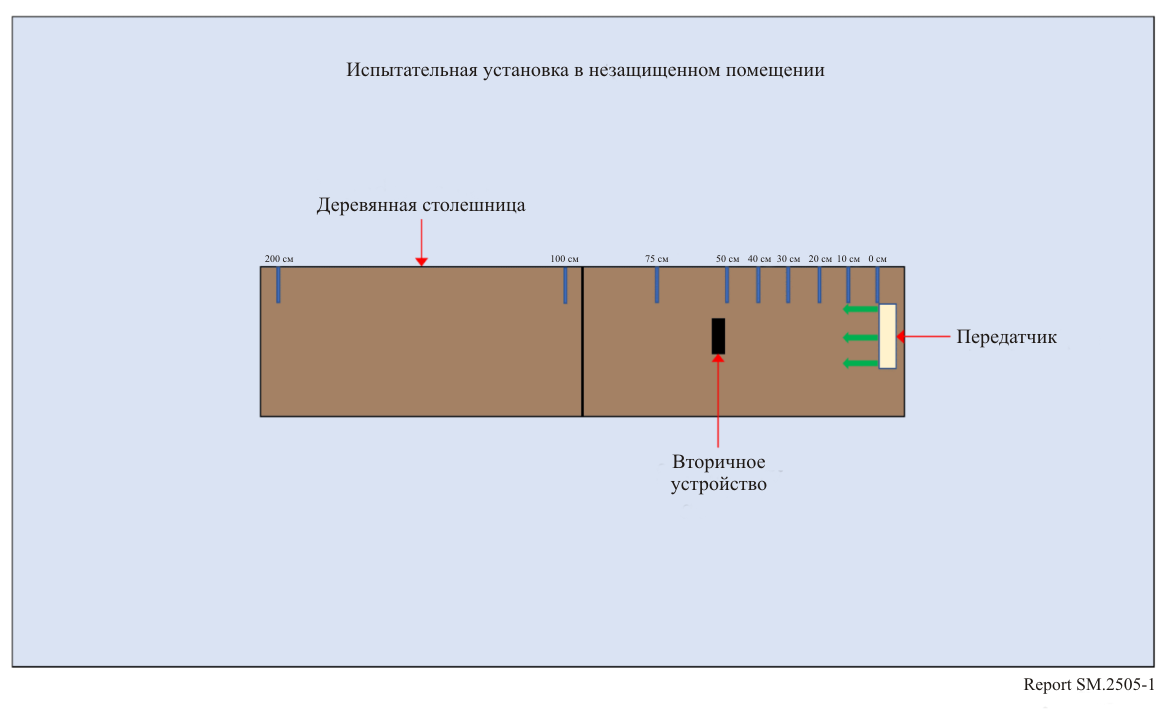 Испытательная установка в незащищенном помещении
Деревянная столешница
200 см 100 см 75 см 50 см 40 см 30 см 20 см 10 см 0 см
Передатчик
Вторичное
устройство
Report SM.2505-1